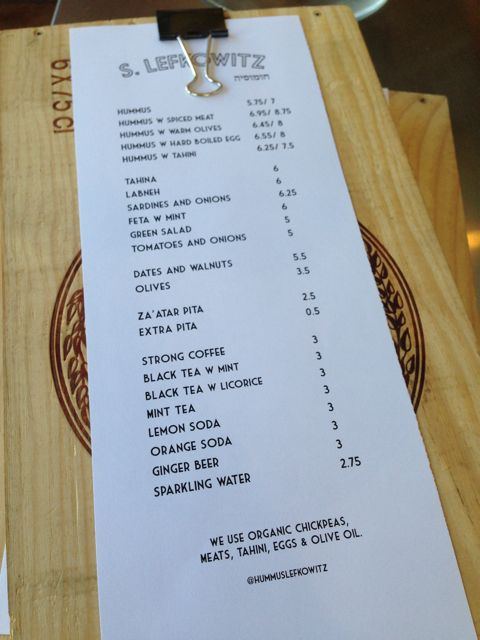 6X75Cl
S. LEFKOWITZ
חומוסיה
HUMMUS 5.75/ 7
HUMMUS W SPICED MEAT 6.95/ 8.75
HUMMUS W WARM OLIVES 6.45/ 8
HUMMUS W HARD BOILED EGG 6.55/ 8
HUMMUS W TAHINI 6.25/ 7.5
TAHINA 6
LABNEH 6
SARDINES AND ONIONS 6.25
FETA W MINT 6
GREEN SALAD 5
TOMATOES AND ONIONS 5
DATES AND WALNUTS 5.5
OLIVES 3.5
ZA'ATAR PITA 2.5
EXTRA PITA 0.5
STRONG COFFEE 3
BLACK TEA W MINT 3
BLACK TEA W LICORICE 3
MINT TEA 3
LEMON SODA 3
ORANGE SODA 3
GINGER BEER 3
SPARKLING WATER 2.75
WE USE ORGANIC CHICKPEAS,
MEATS, TAHINI, EGGS & OLIVE OIL.
@HUMMUSLEFKOWITZ